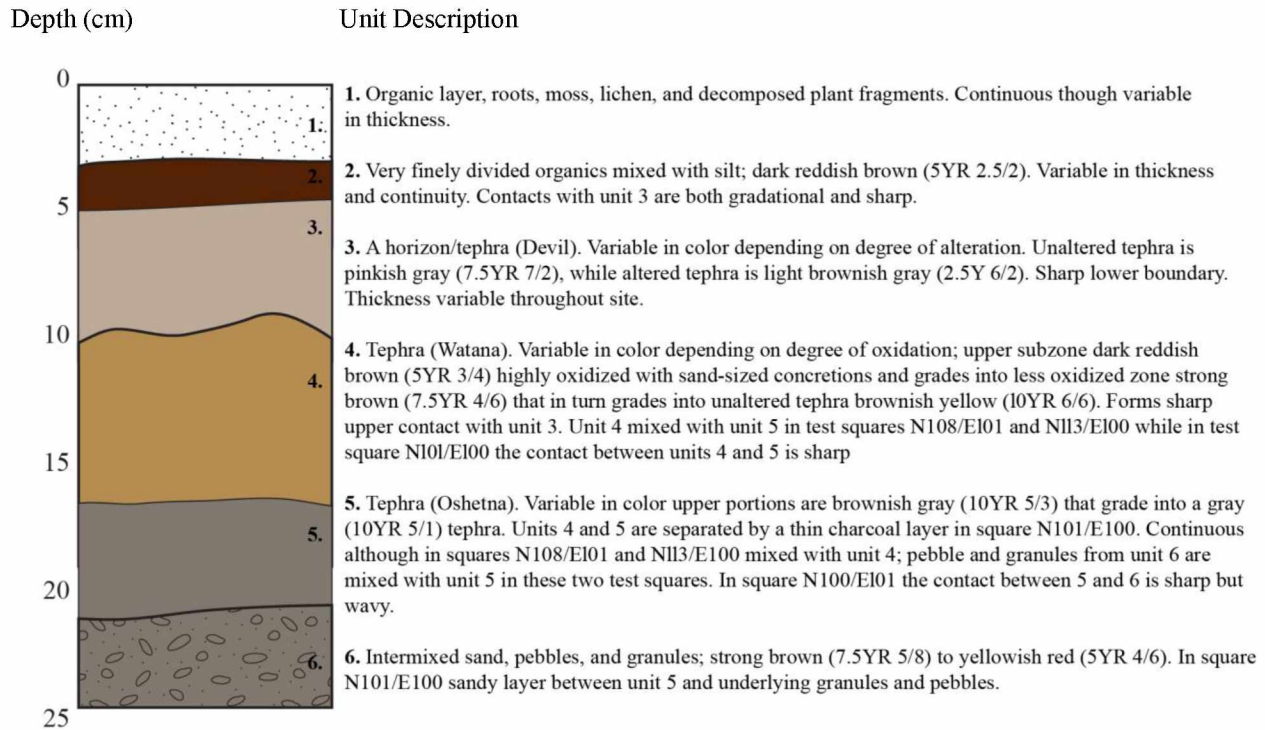 Depth (cm)
Unit Description
0
1. Organic layer, roots, moss, lichen, and decomposed plant fragments. Continuous though variable
in thickness.
1.
2. Very finely divided organics mixed with silt; dark reddish brown (5YR 2.5/2). Variable in thickness
and continuity. Contacts with unit 3 are both gradational and sharp.
2.
5
3.
3. A horizon/tephra (Devil). Variable in color depending on degree of alteration. Unaltered tephra is
pinkish gray (7.5YR 7/2), while altered tephra is light brownish gray (2.5Y 6/2). Sharp lower boundary.
Thickness variable throughout site.
10
4. Tephra (Watana). Variable in color depending on degree of oxidation; upper subzone dark reddish
brown (5YR 3/4) highly oxidized with sand-sized concretions and grades into less oxidized zone strong
brown (7.5YR 4/6) that in turn grades into unaltered tephra brownish yellow (l0YR 6/6). Forms sharp
upper contact with unit 3. Unit 4 mixed with unit 5 in test squares N108/El01 and Nll3/El00 while in test
square Nl0l/El00 the contact between units 4 and 5 is sharp
4.
15
5. Tephra (Oshetna). Variable in color upper portions are brownish gray (10YR 5/3) that grade into a gray
(10YR 5/1) tephra. Units 4 and 5 are separated by a thin charcoal layer in square N101/E100. Continuous
although in squares N108/El01 and Nll3/E100 mixed with unit 4; pebble and granules from unit 6 are
mixed with unit 5 in these two test squares. In square N100/El01 the contact between 5 and 6 is sharp but
wavy.
5.
20
6. Intermixed sand, pebbles, and granules; strong brown (7.5YR 5/8) to yellowish red (5YR 4/6). In square
N101/E100 sandy layer between unit 5 and underlying granules and pebbles.
6.
25